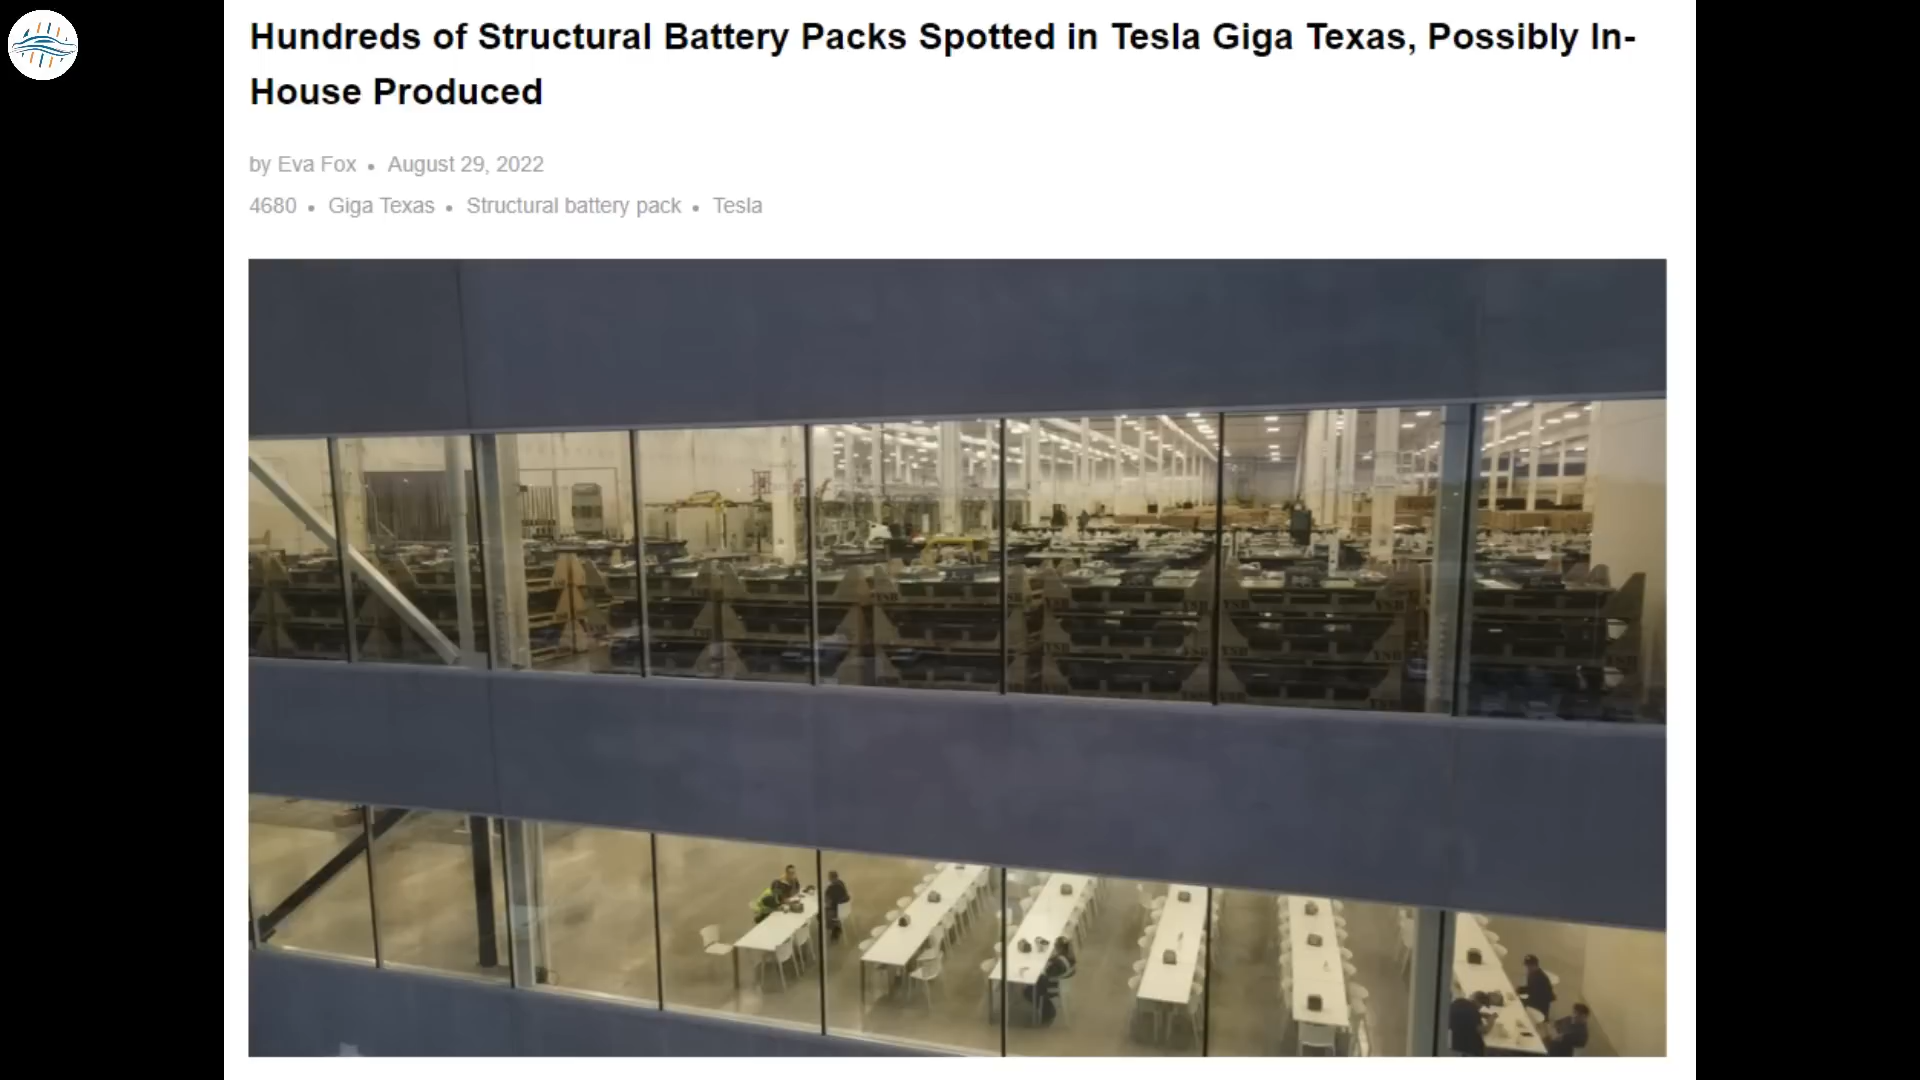 Hundreds of Structural Battery Packs Spotted in Tesla Giga Texas, Possibly In-
House Produced
by Eva Fox • August 29, 2022
4680 • Giga Texas • Structural battery pack • Tesla